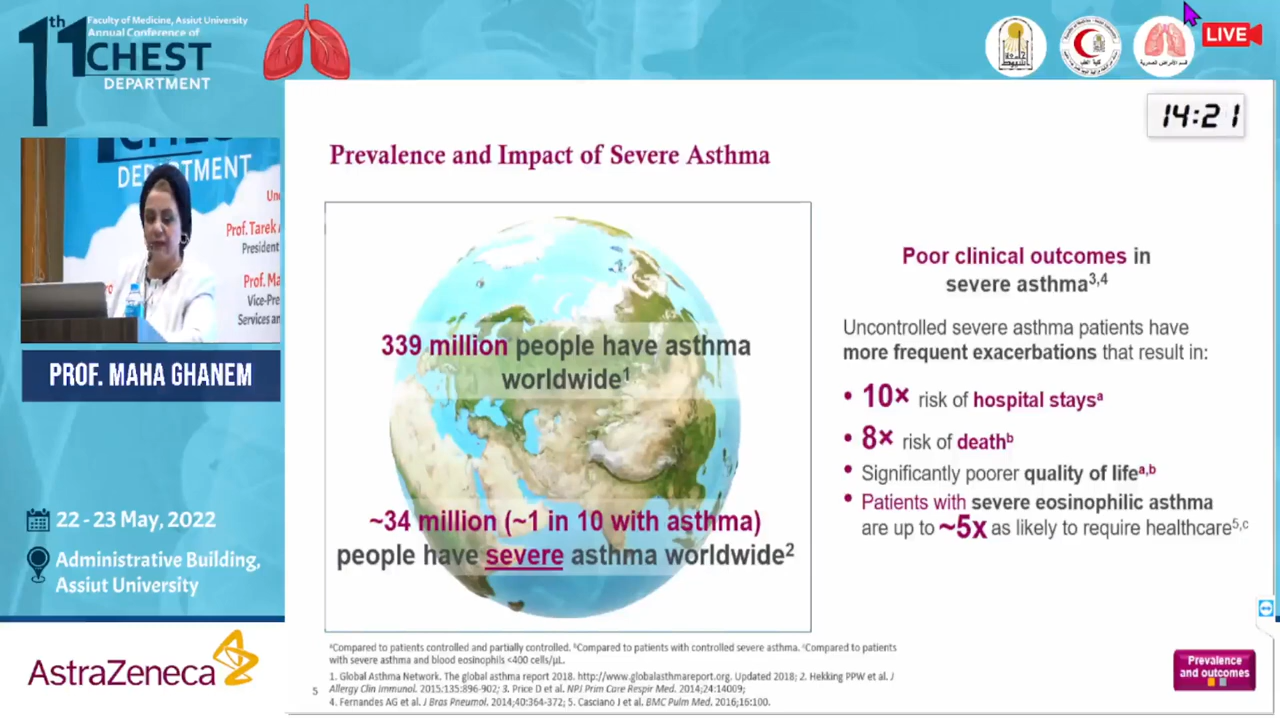 11th
Faculty of Medicine, Assiut University
Annual Conference of
CHEST
DEPARTMENT
LIVE
14:21
Prevalence and Impact of Severe Asthma
DEPARTMENT
Prof. Tarek
President
Prof. Ma
Vice-Pre
Services an
PROF. MAHA GHANEM
22 - 23 May, 2022
Administrative Building,
Assiut University
AstraZeneca
339 million people have asthma
worldwide¹
~34 million (~1 in 10 with asthma)
people have severe asthma worldwide²
Poor clinical outcomes in
severe asthma³,⁴
Uncontrolled severe asthma patients have
more frequent exacerbations that result in:
• 10× risk of hospital staysᵃ
• 8× risk of deathᵇ
• Significantly poorer quality of lifeᵃ,ᵇ
• Patients with severe eosinophilic asthma
are up to ~5x as likely to require healthcare⁵,ᶜ
ᵃCompared to patients controlled and partially controlled. ᵇCompared to patients with controlled severe asthma. ᶜCompared to patients
with severe asthma and blood eosinophils <400 cells/µL.
1. Global Asthma Network. The global asthma report 2018. http://www.globalasthmareport.org. Updated 2018; 2. Hekking PPW et al. J
Allergy Clin Immunol. 2015:135:896-902; 3. Price D et al. NPJ Prim Care Respir Med. 2014;24:14009;
4. Fernandes AG et al. J Bras Pneumol. 2014;40:364-372; 5. Casciano J et al. BMC Pulm Med. 2016;16:100.
5
Prevalence
and outcomes